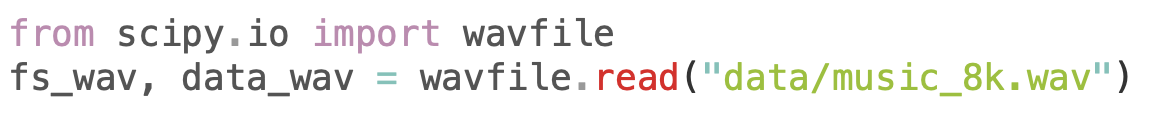 from scipy.io import wavfile
fs_wav, data_wav = wavfile.read("data/music_8k.wav")